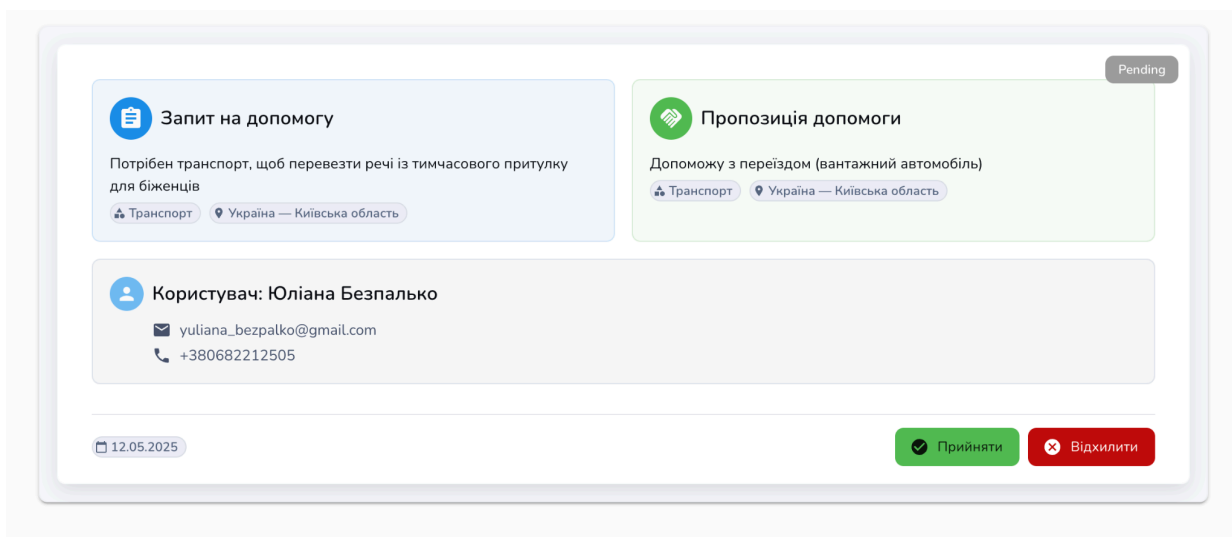 Pending
Запит на допомогу
Потрібен транспорт, щоб перевезти речі із тимчасового притулку
для біженців
Транспорт
Україна — Київська область
Пропозиція допомоги
Допоможу з переїздом (вантажний автомобіль)
Транспорт
Україна — Київська область
Користувач: Юліана Безпалько
yuliana_bezpalko@gmail.com
+380682212505
12.05.2025
Прийняти
Відхилити